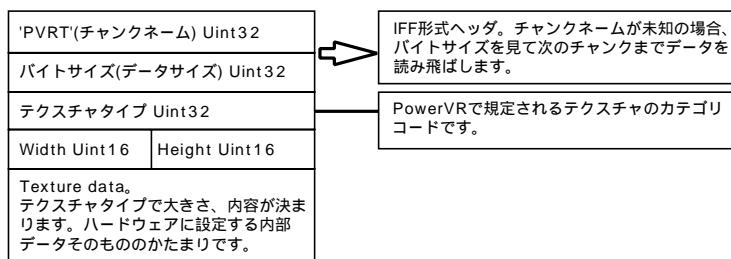 'PVRT'(チャンクネーム) Uint32
バイトサイズ(データサイズ) Uint32
テクスチャタイプ Uint32
Width Uint16
Height Uint16
Texture data。
テクスチャタイプで大きさ、内容が決ま
ります。ハードウェアに設定する内部
データそのもののかたまりです。
IFF形式ヘッダ。チャンクネームが未知の場合、
バイトサイズを見て次のチャンクまでデータを
読み飛ばします。
PowerVRで規定されるテクスチャのカテゴリ
コードです。